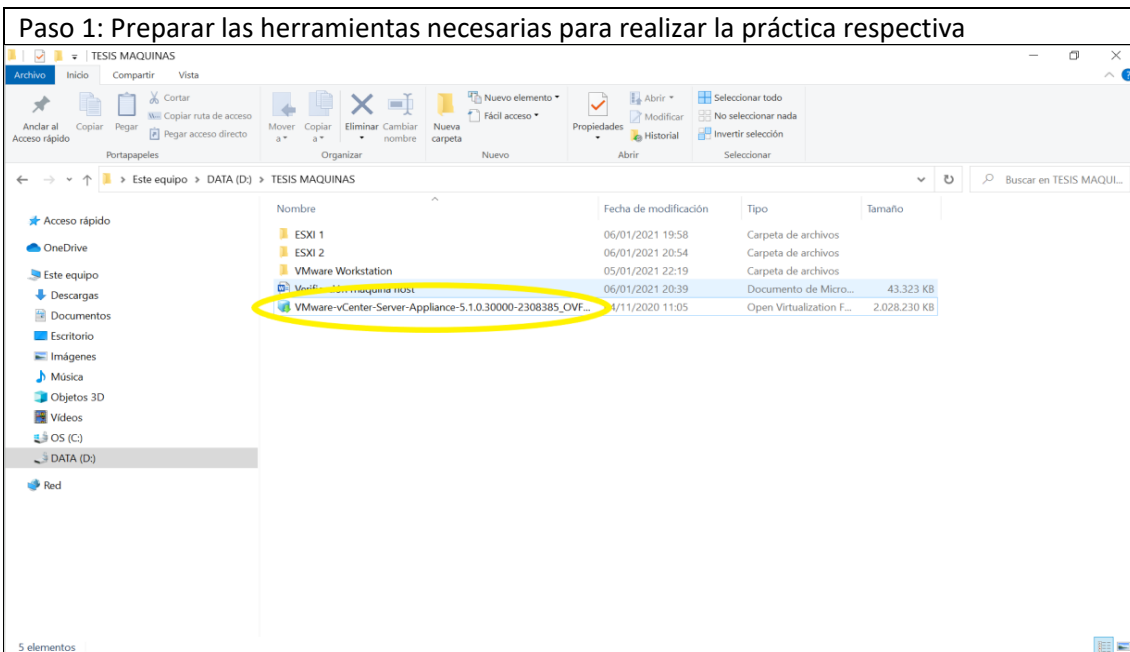 Paso 1: Preparar las herramientas necesarias para realizar la práctica respectiva
TESIS MAQUINAS
Archivo Inicio Compartir Vista
Anclar al Acceso rápido
Copiar
Pegar
Cortar
Copiar ruta de acceso
Pegar acceso directo
Portapapeles
Mover a
Copiar a
Eliminar
Cambiar nombre
Organizar
Nueva carpeta
Nuevo elemento
Fácil acceso
Nuevo
Propiedades
Abrir
Modificar
Historial
Abrir
Seleccionar todo
No seleccionar nada
Invertir selección
Seleccionar
Este equipo > DATA (D:) > TESIS MAQUINAS
Buscar en TESIS MAQUI...
Acceso rápido
OneDrive
Este equipo
Descargas
Documentos
Escritorio
Imágenes
Música
Objetos 3D
Vídeos
OS (C:)
DATA (D:)
Red
Nombre Fecha de modificación Tipo Tamaño
ESXI 1 06/01/2021 19:58 Carpeta de archivos
ESXI 2 06/01/2021 20:54 Carpeta de archivos
VMware Workstation 05/01/2021 22:19 Carpeta de archivos
maquina host 06/01/2021 20:39 Documento de Micro... 43.323 KB
VMware-vCenter-Server-Appliance-5.1.0.30000-2308385_OVF... 4/11/2020 11:05 Open Virtualization F... 2.028.230 KB
5 elementos